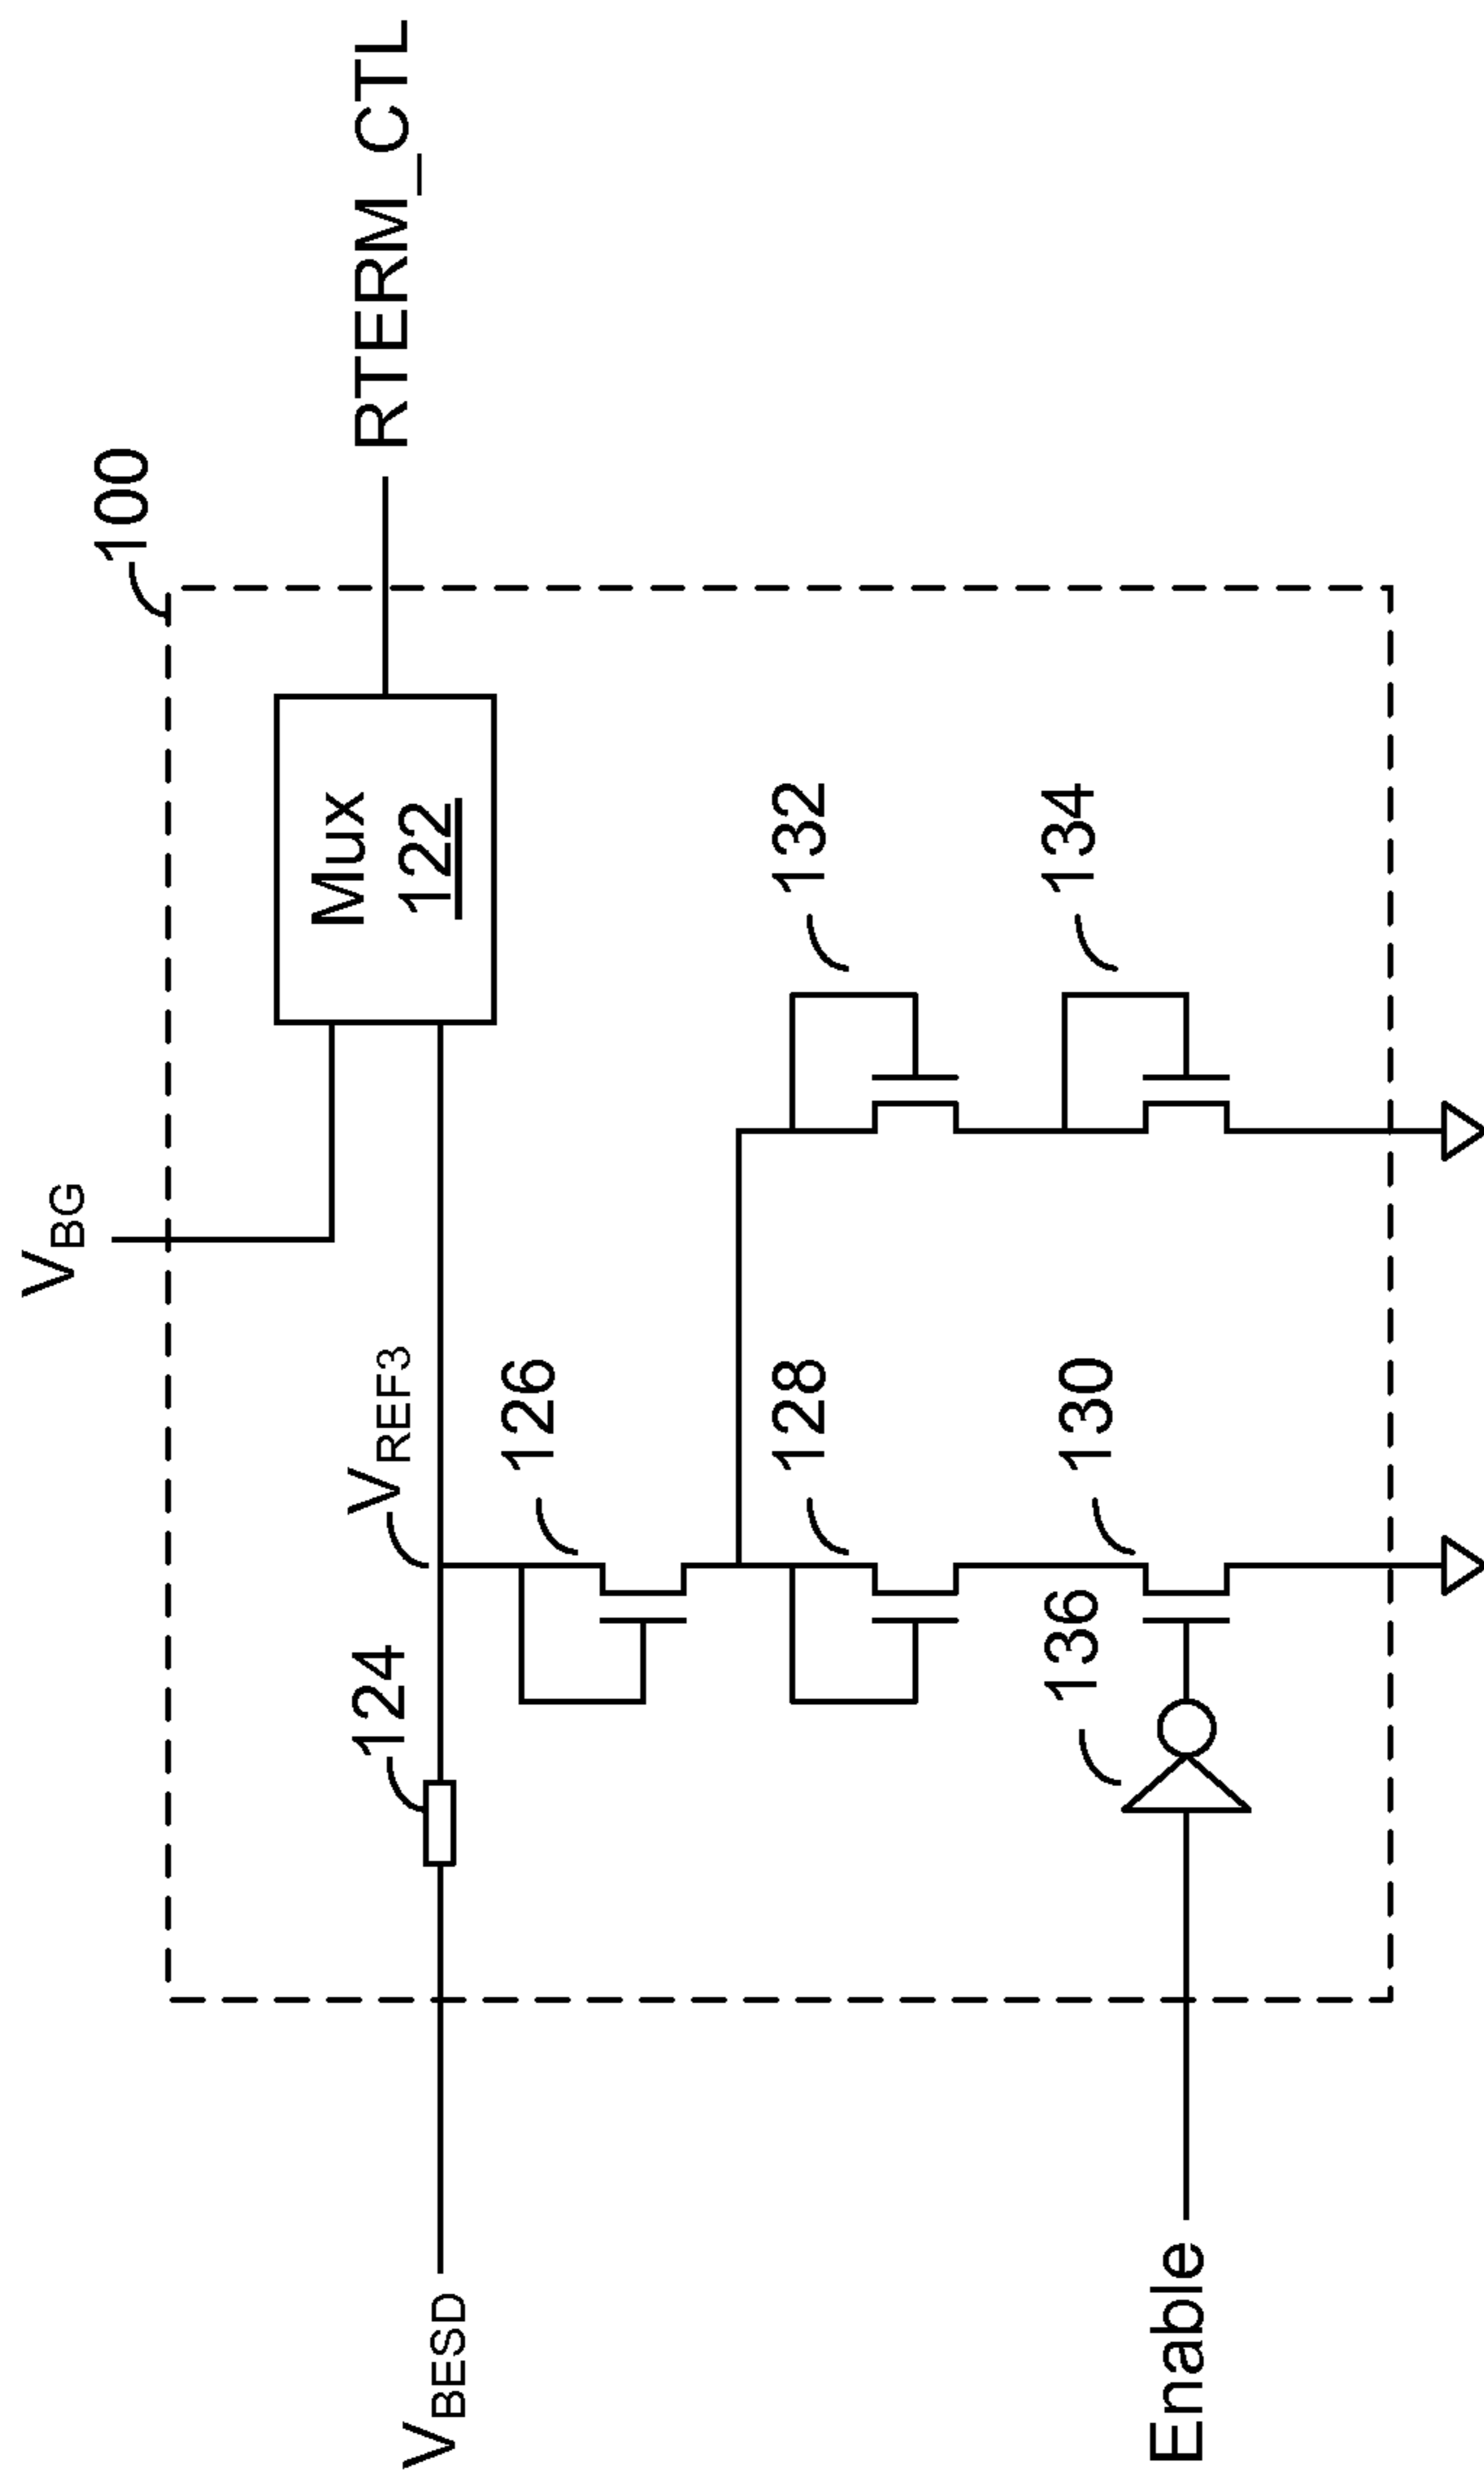 100
V_BG
RTERM_CTL
Mux
122
V_REF3
124
V_BESD
126
128
132
130
134
136
Enable